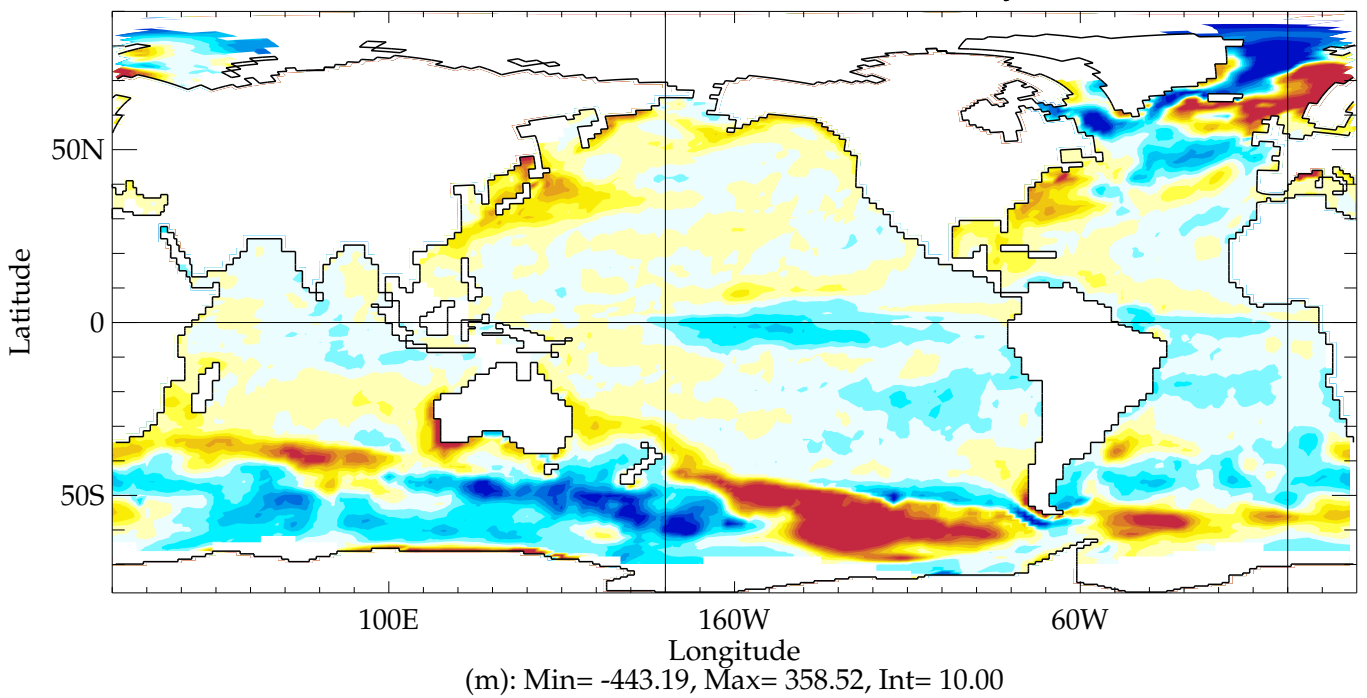 50N
0
50S
Latitude
100E
160W
60W
Longitude
(m): Min= -443.19, Max= 358.52, Int= 10.00